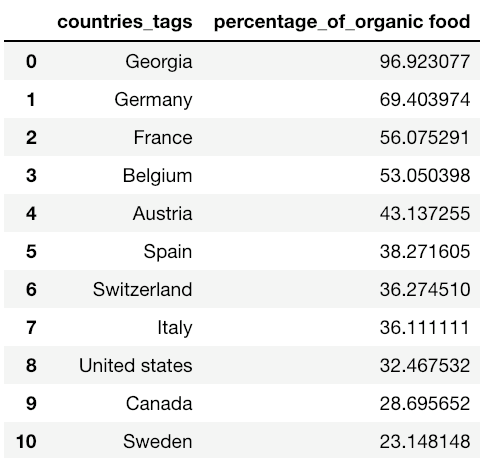 countries_tags percentage_of_organic food
0 Georgia 96.923077
1 Germany 69.403974
2 France 56.075291
3 Belgium 53.050398
4 Austria 43.137255
5 Spain 38.271605
6 Switzerland 36.274510
7 Italy 36.111111
8 United states 32.467532
9 Canada 28.695652
10 Sweden 23.148148